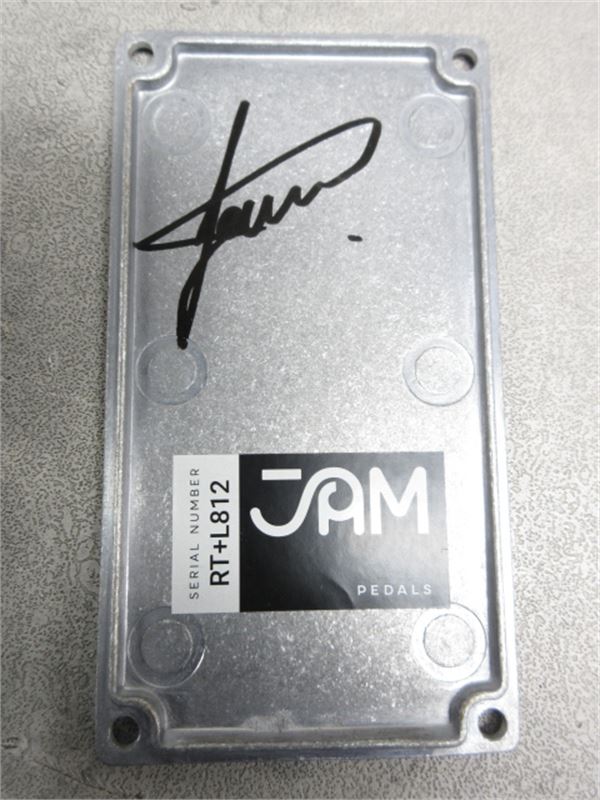 SERIAL NUMBER
RT+L812
JAM
PEDALS